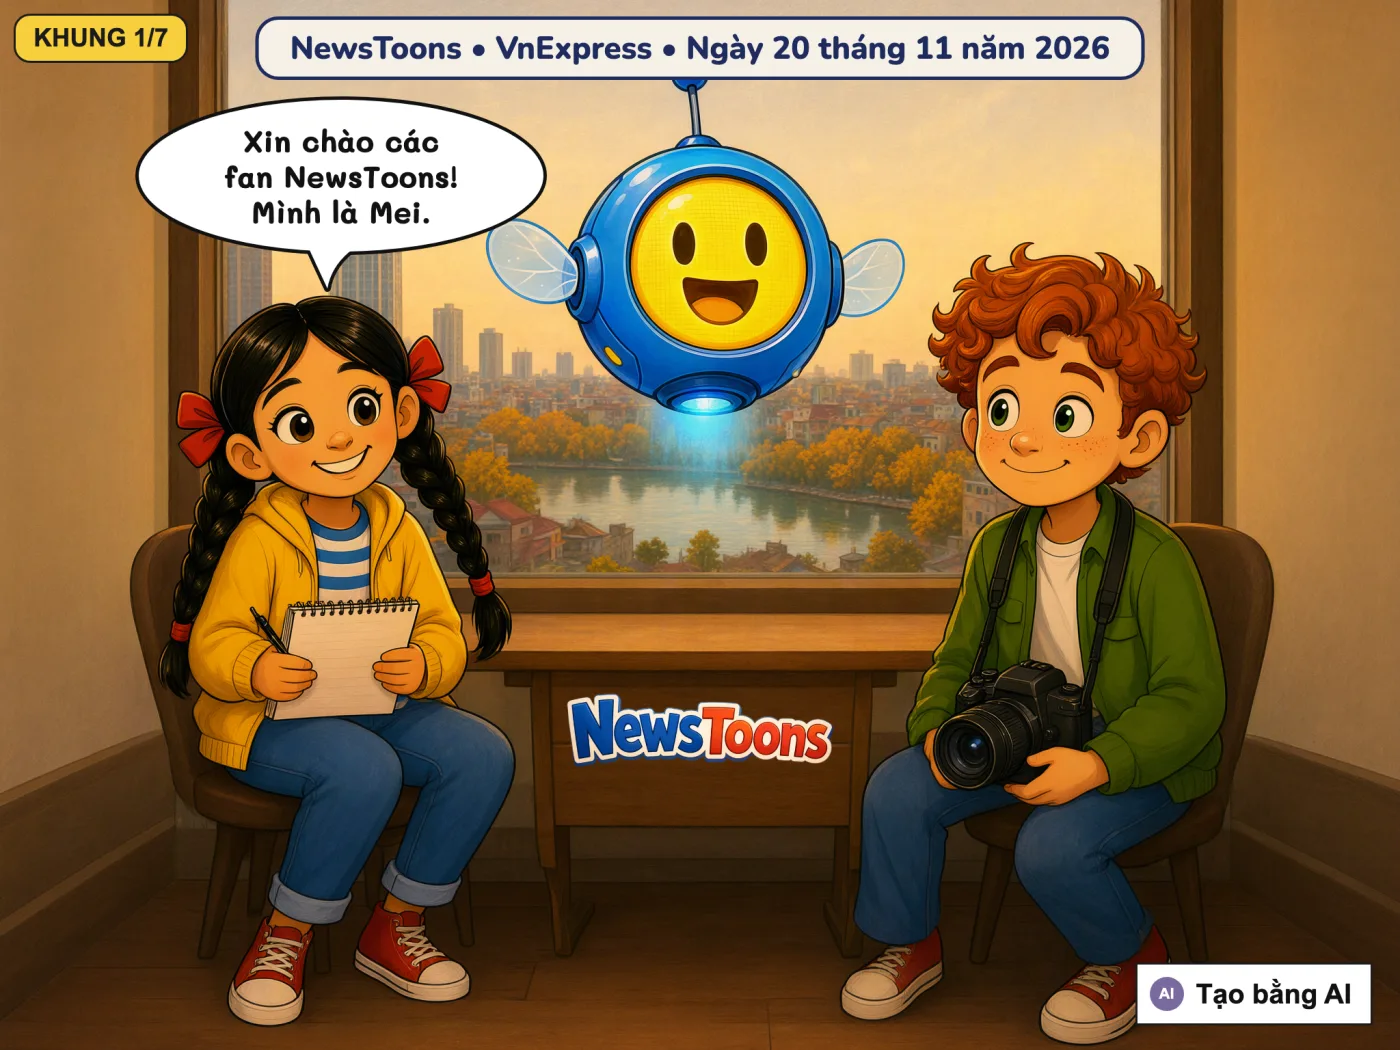 KHUNG 1/7
NewsToons • VnExpress • Ngày 20 tháng 11 năm 2026
Xin chào các
fan NewsToons!
Mình là Mei.
NewsToons
AI Tạo bằng AI